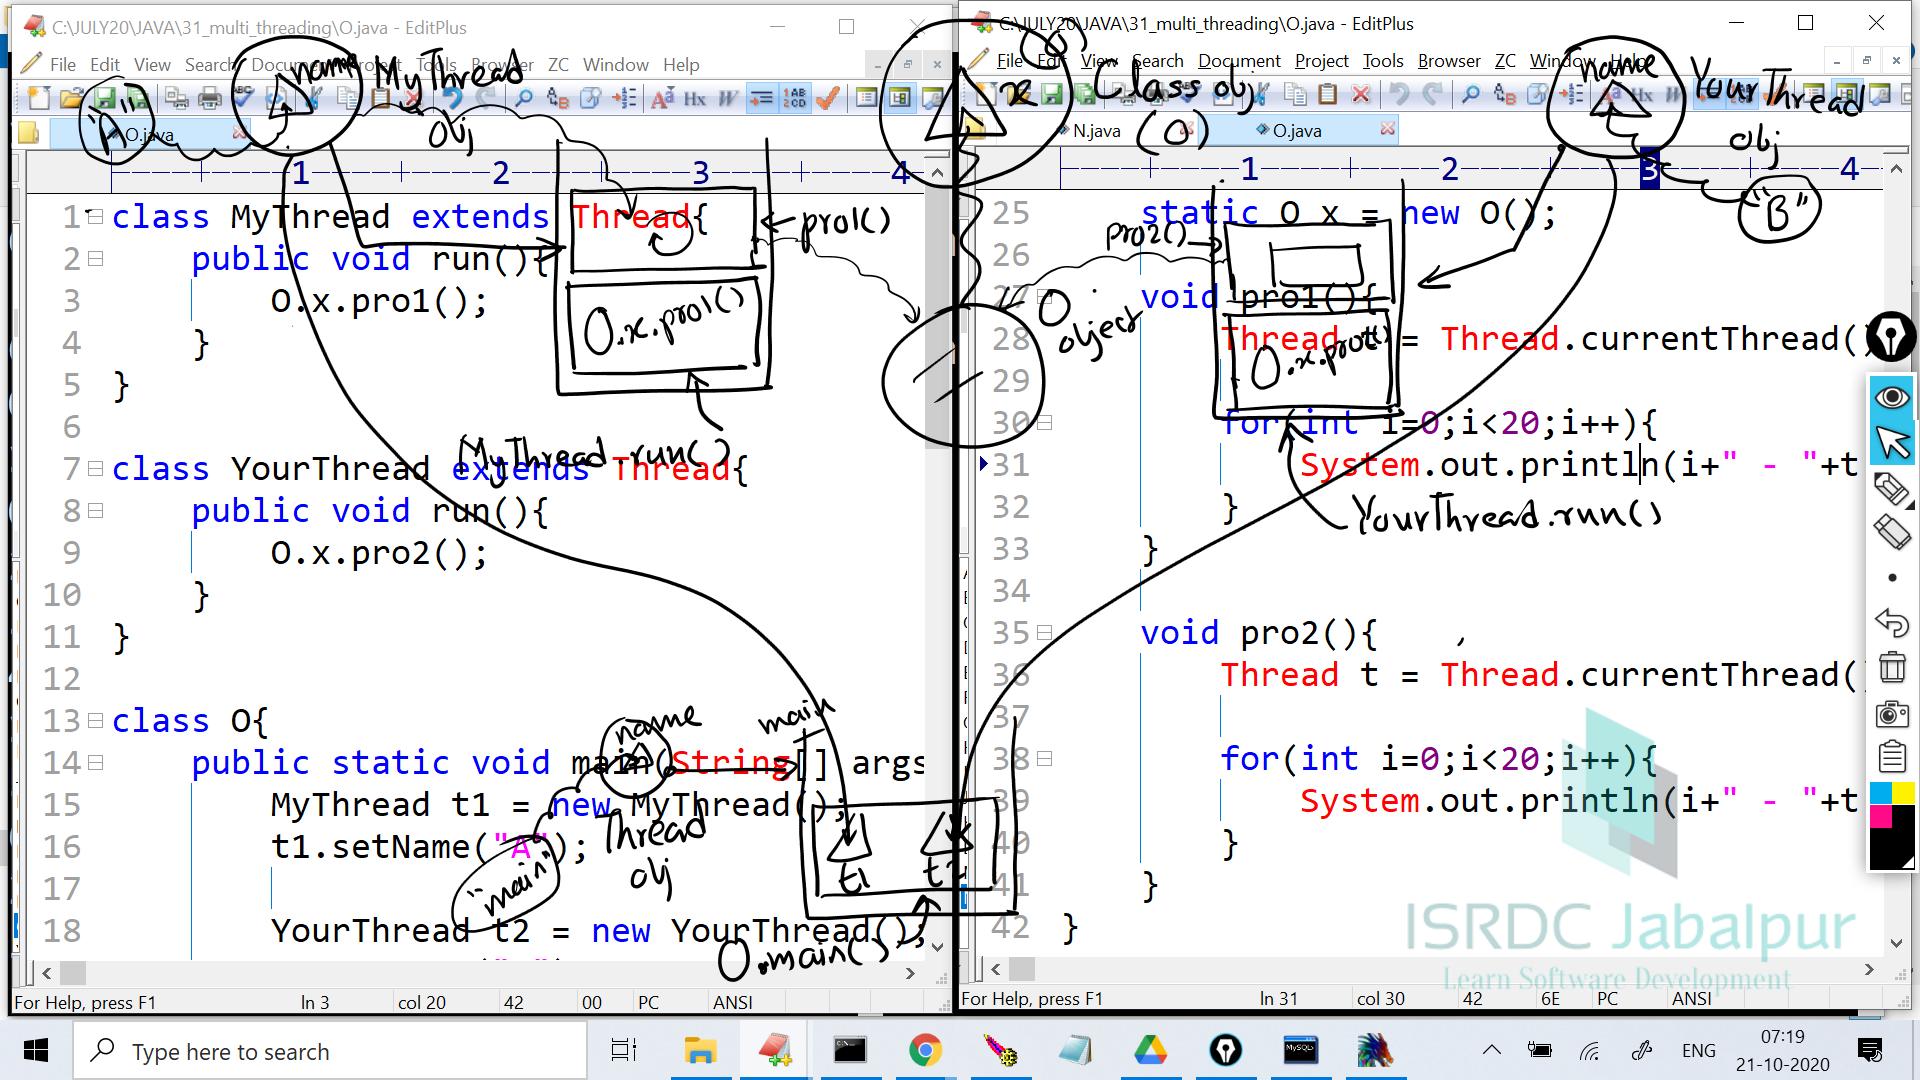 C:\JULY20\JAVA\31_multi_threading\O.java - EditPlus
File Edit View Search Document Project Tools Browser ZC Window Help
O.java
1 2 3 4
1 class MyThread extends Thread{
2 public void run(){
3 O.x.pro1();
4 }
5 }
6
7 class YourThread extends Thread{
8 public void run(){
9 O.x.pro2();
10 }
11 }
12
13 class O{
14 public static void main(String[] args
15 MyThread t1 = new MyThread();
16 t1.setName("A");
17
18 YourThread t2 = new YourThread();
For Help, press F1 ln 3 col 20 42 00 PC ANSI
"A"
name
MyThread
obj
pro1()
O.x.pro1()
MyThread.run()
name
main
Thread
obj
"main"
t1
O.main()
C:\JULY20\JAVA\31_multi_threading\O.java - EditPlus
File Edit View Search Document Project Tools Browser ZC Window Help
N.java O.java
1 2 3 4
25 static O x = new O();
26
27 void pro1(){
28 Thread t = Thread.currentThread()
29
30 for(int i=0;i<20;i++){
31 System.out.println(i+" - "+t
32 }
33 }
34
35 void pro2(){
36 Thread t = Thread.currentThread()
37
38 for(int i=0;i<20;i++){
39 System.out.println(i+" - "+t
40 }
41 }
42 }
For Help, press F1 ln 31 col 30 42 6E PC ANSI
x
Class obj
(O)
name
YourThread
obj
"B"
pro2()
O
object
YourThread.run()
ISRDC Jabalpur
Learn Software Development
Type here to search
MySQL
ENG
07:19
21-10-2020